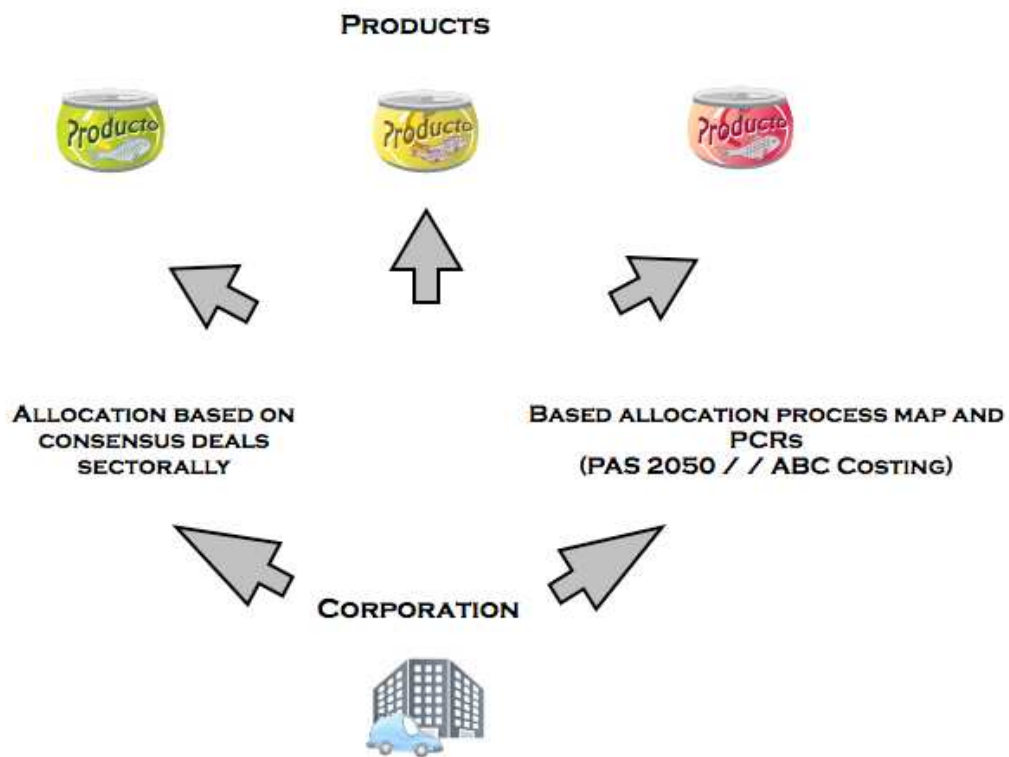 PRODUCTS
Producto
Producto
Producto
ALLOCATION BASED ON
CONSENSUS DEALS
SECTORALLY
BASED ALLOCATION PROCESS MAP AND
PCRS
(PAS 2050 / / ABC COSTING)
CORPORATION